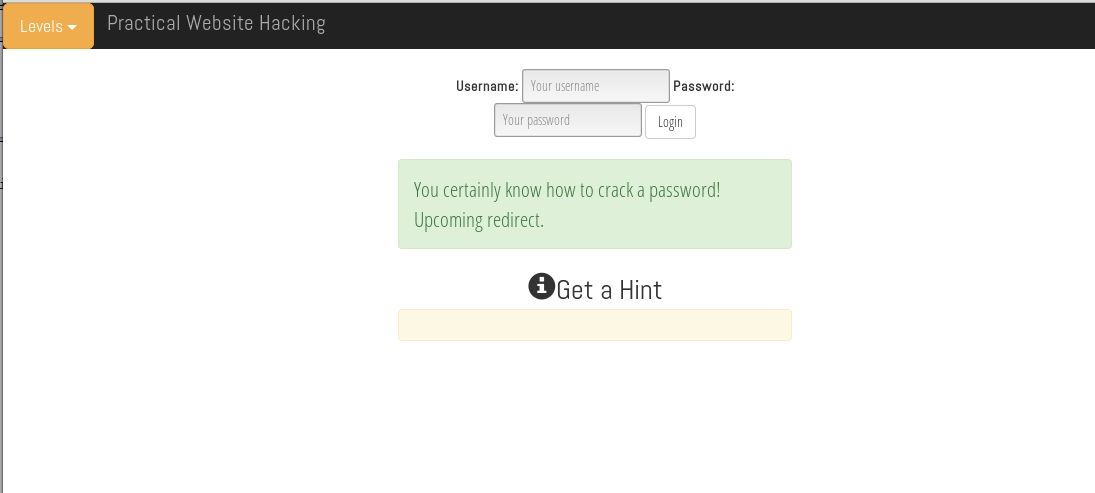 Levels Practical Website Hacking
Username: Your username Password:
Your password Login
You certainly know how to crack a password!
Upcoming redirect.
Get a Hint